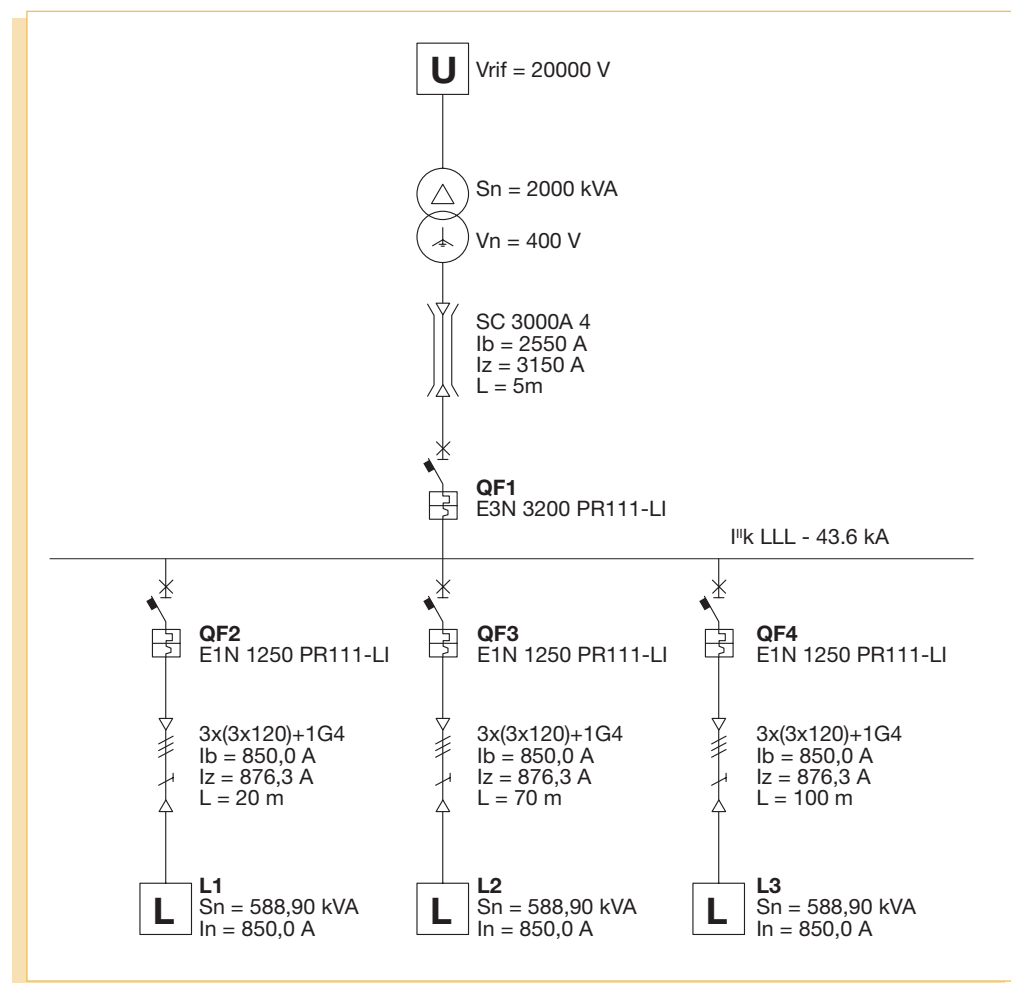 U
Vrif = 20000 V
Sn = 2000 kVA
Vn = 400 V
SC 3000A 4
Ib = 2550 A
Iz = 3150 A
L = 5m
QF1
E3N 3200 PR111-LI
I"k LLL - 43.6 kA
QF2
E1N 1250 PR111-LI
QF3
E1N 1250 PR111-LI
QF4
E1N 1250 PR111-LI
3x(3x120)+1G4
Ib = 850,0 A
Iz = 876,3 A
L = 20 m
3x(3x120)+1G4
Ib = 850,0 A
Iz = 876,3 A
L = 70 m
3x(3x120)+1G4
Ib = 850,0 A
Iz = 876,3 A
L = 100 m
L
L1
Sn = 588,90 kVA
In = 850,0 A
L
L2
Sn = 588,90 kVA
In = 850,0 A
L
L3
Sn = 588,90 kVA
In = 850,0 A